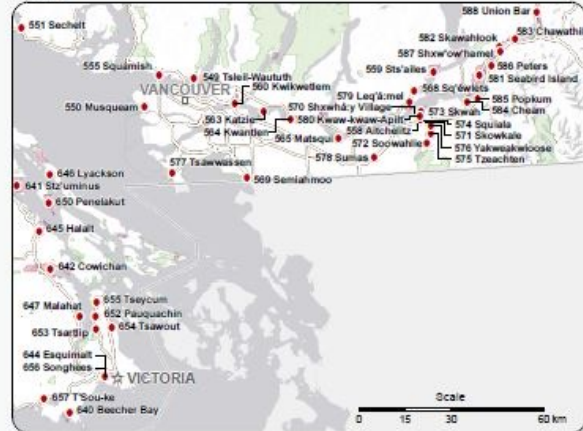 588 Union Bar
551 Sechelt
583 Chawathil
582 Skawahlook
587 Shxw'ow'hamel
586 Peters
555 Squamish
549 Tsleil-Waututh
559 Sts'ailes
581 Seabird Island
568 Sq'éwlets
VANCOUVER
560 Kwikwetlem
579 Leq'á:mel
585 Popkum
550 Musqueam
570 Shxwhá:y Village
584 Cheam
563 Katzie
573 Skwah
580 Kwaw-kwaw-Apilt
564 Kwantlen
574 Squiala
558 Aitchelitz
565 Matsqui
571 Skowkale
572 Soowahlie
576 Yakweakwioose
578 Sumas
575 Tzeachten
577 Tsawwassen
569 Semiahmoo
646 Lyackson
641 Stz'uminus
650 Penelakut
645 Halalt
642 Cowichan
655 Tseycum
647 Malahat
652 Pauquachin
653 Tsartlip
654 Tsawout
644 Esquimalt
656 Songhees
VICTORIA
657 T'Sou-ke
640 Beecher Bay
Scale
0 15 30 60 km